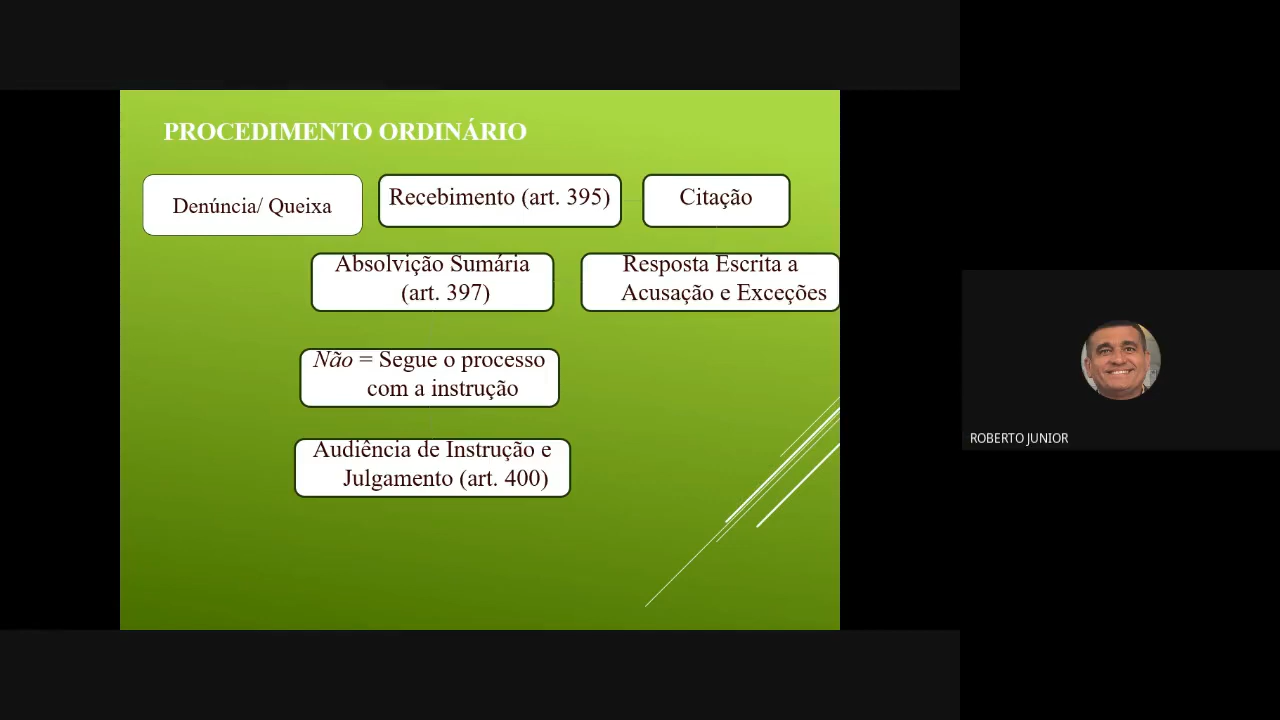 PROCEDIMENTO ORDINÁRIO
Denúncia/ Queixa
Recebimento (art. 395)
Citação
Absolvição Sumária
(art. 397)
Resposta Escrita a
Acusação e Exceções
Não = Segue o processo
com a instrução
Audiência de Instrução e
Julgamento (art. 400)
ROBERTO JUNIOR